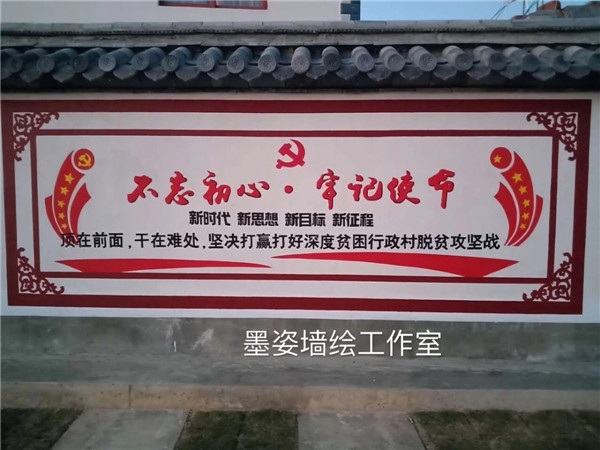 不忘初心·牢记使命
新时代 新思想 新目标 新征程
顶在前面,干在难处,坚决打赢打好深度贫困行政村脱贫攻坚战
墨姿墙绘工作室